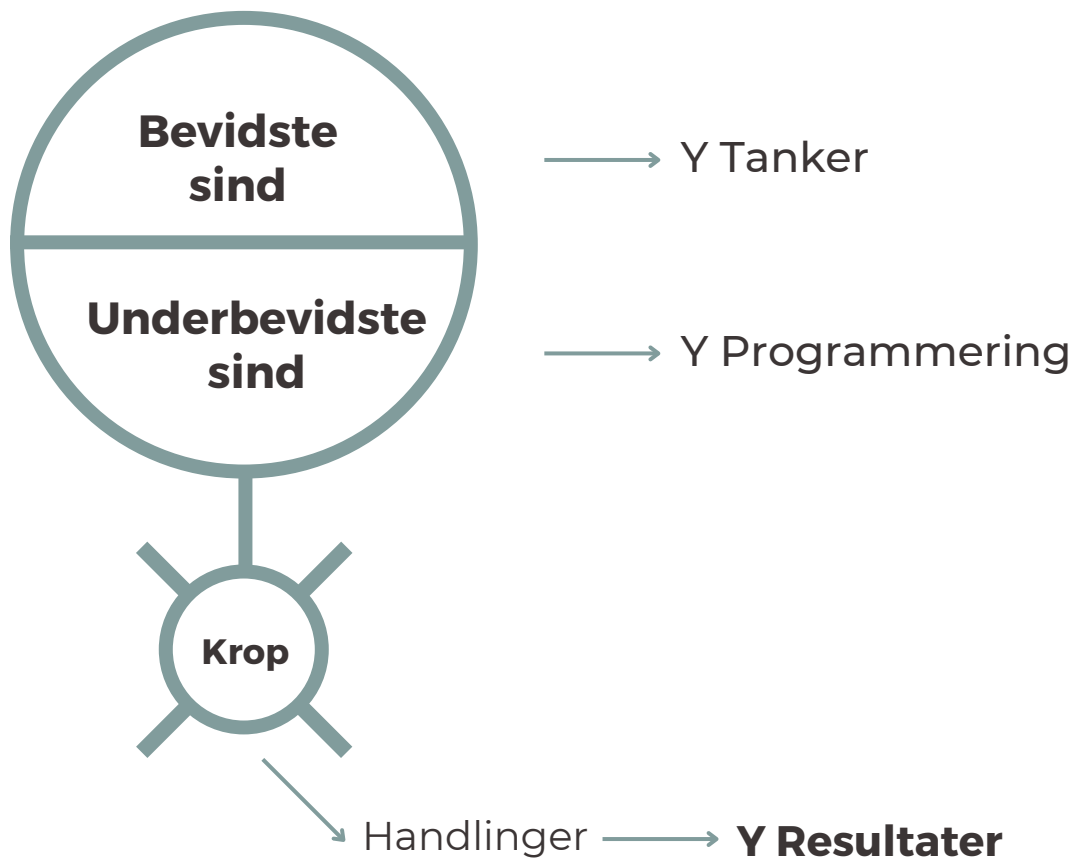 Bevidste
sind
Y Tanker
Underbevidste
sind
Y Programmering
Krop
Handlinger
Y Resultater